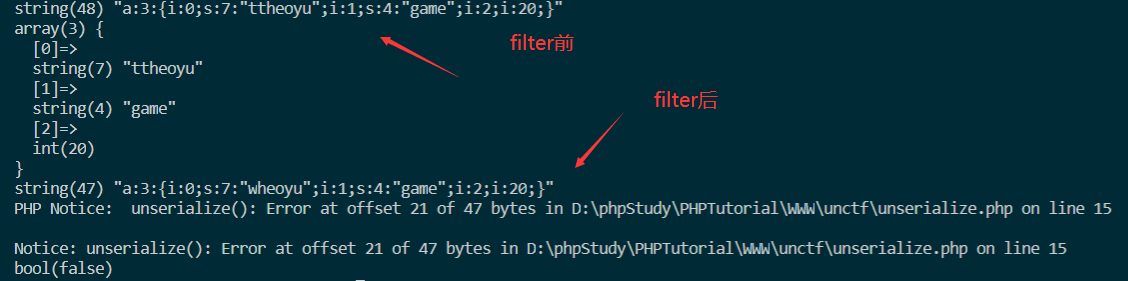 string(48) "a:3:{i:0;s:7:"ttheoyu";i:1;s:4:"game";i:2;i:20;}"
array(3) {
[0]=>
filter前
string(7) "ttheoyu"
[1]=>
filter后
string(4) "game"
[2]=>
int(20)
}
string(47) "a:3:{i:0;s:7:"wheoyu";i:1;s:4:"game";i:2;i:20;}"
PHP Notice:  unserialize(): Error at offset 21 of 47 bytes in D:\phpStudy\PHPTutorial\WWW\unctf\unserialize.php on line 15
Notice: unserialize(): Error at offset 21 of 47 bytes in D:\phpStudy\PHPTutorial\WWW\unctf\unserialize.php on line 15
bool(false)